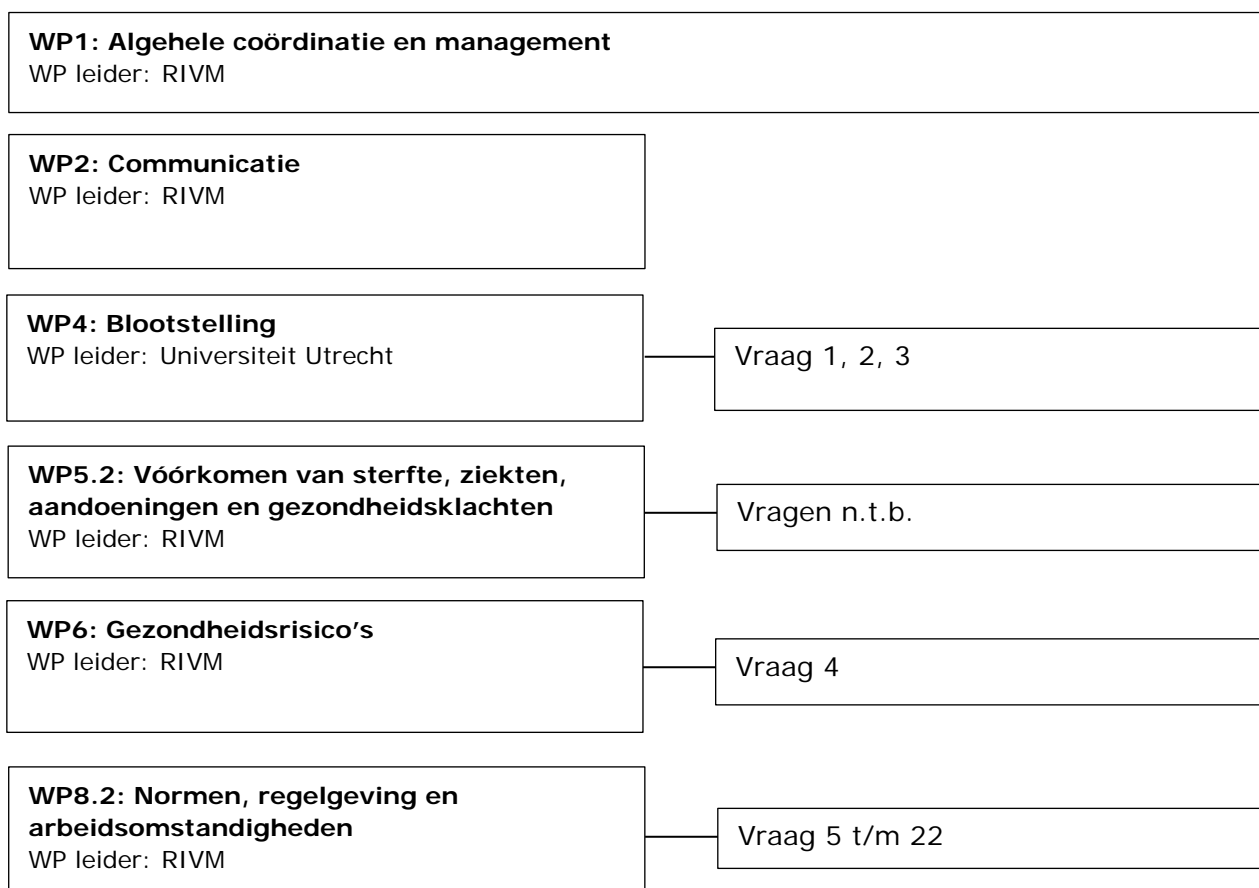 WP1: Algehele coördinatie en management
WP leider: RIVM
WP2: Communicatie
WP leider: RIVM
WP4: Blootstelling
WP leider: Universiteit Utrecht
Vraag 1, 2, 3
WP5.2: Vóórkomen van sterfte, ziekten,
aandoeningen en gezondheidsklachten
WP leider: RIVM
Vragen n.t.b.
WP6: Gezondheidsrisico's
WP leider: RIVM
Vraag 4
WP8.2: Normen, regelgeving en
arbeidsomstandigheden
WP leider: RIVM
Vraag 5 t/m 22